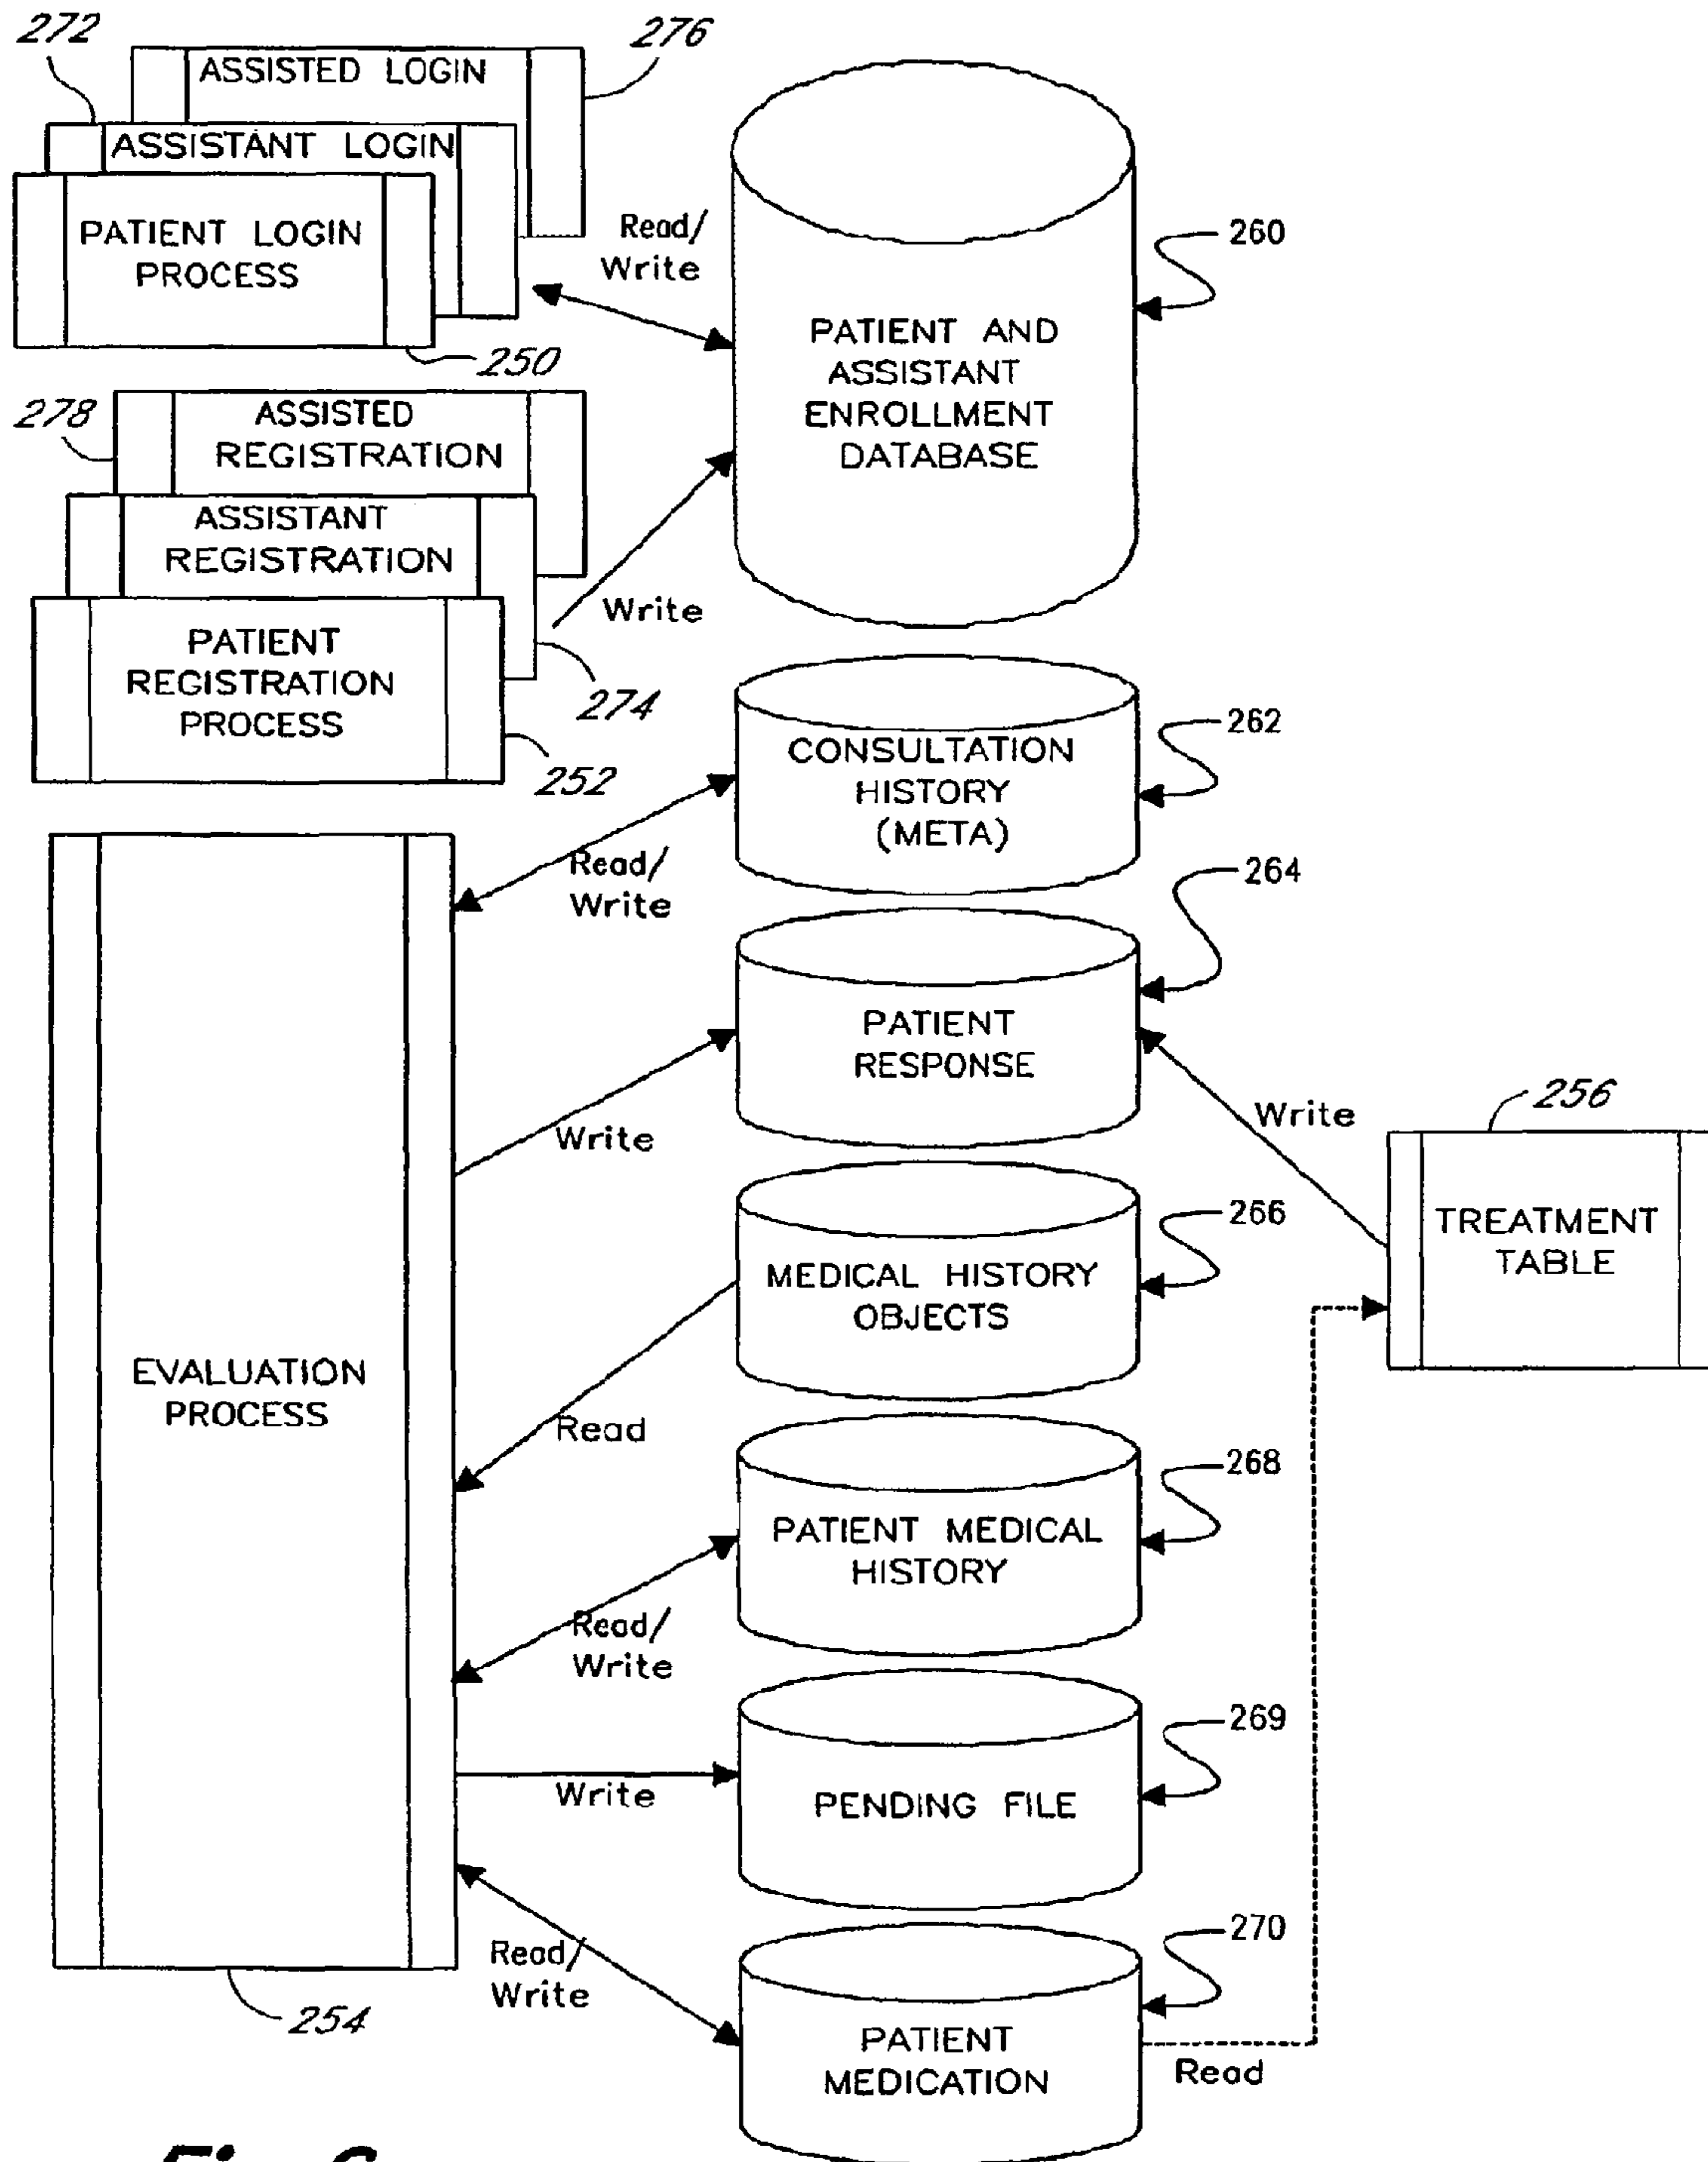 272
276
ASSISTED LOGIN
ASSISTANT LOGIN
PATIENT LOGIN
PROCESS
250
Read/
Write
260
PATIENT AND
ASSISTANT
ENROLLMENT
DATABASE
278
ASSISTED
REGISTRATION
ASSISTANT
REGISTRATION
PATIENT
REGISTRATION
PROCESS
274
252
Write
CONSULTATION
HISTORY
(META)
262
Read/
Write
264
PATIENT
RESPONSE
Write
Write
256
TREATMENT
TABLE
266
MEDICAL HISTORY
OBJECTS
EVALUATION
PROCESS
Read
268
PATIENT MEDICAL
HISTORY
Read/
Write
269
PENDING FILE
Write
270
Read/
Write
PATIENT
MEDICATION
Read
254